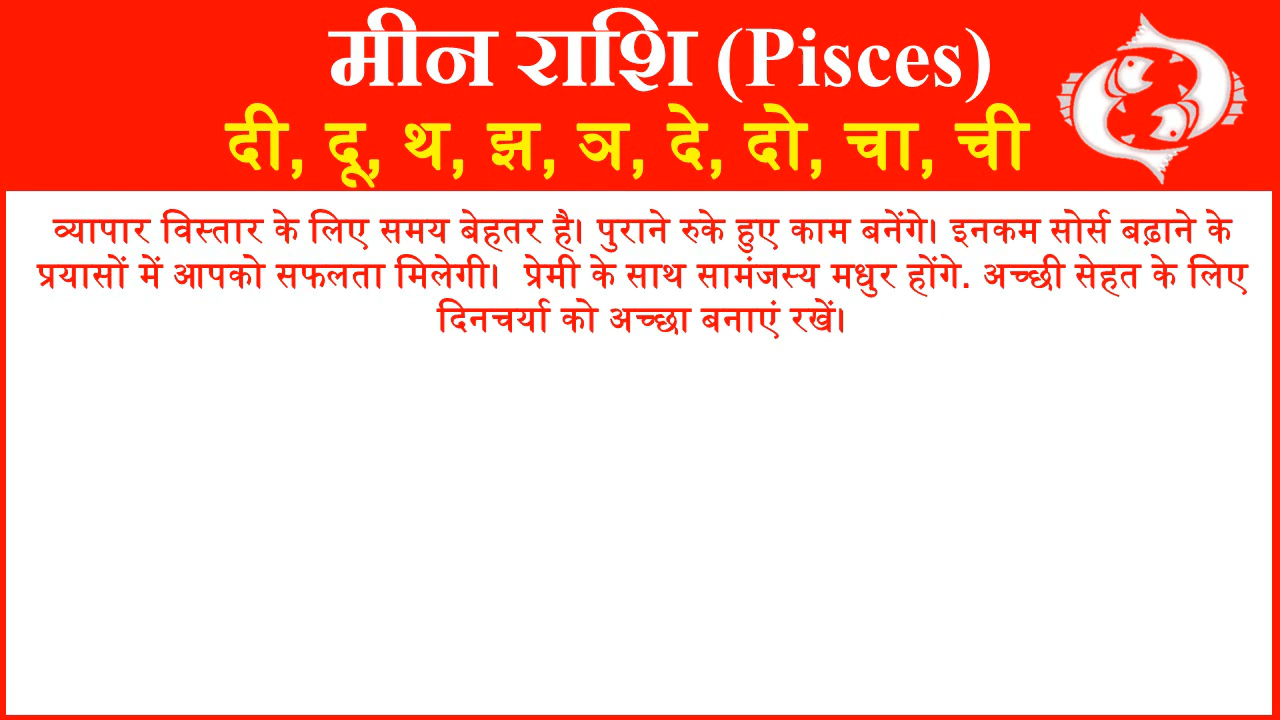 मीन राशि (Pisces)
दी, दू, थ, झ, ञ, दे, दो, चा, ची
व्यापार विस्तार के लिए समय बेहतर है। पुराने रुके हुए काम बनेंगे। इनकम सोर्स बढ़ाने के
प्रयासों में आपको सफलता मिलेगी।  प्रेमी के साथ सामंजस्य मधुर होंगे. अच्छी सेहत के लिए
दिनचर्या को अच्छा बनाएं रखें।